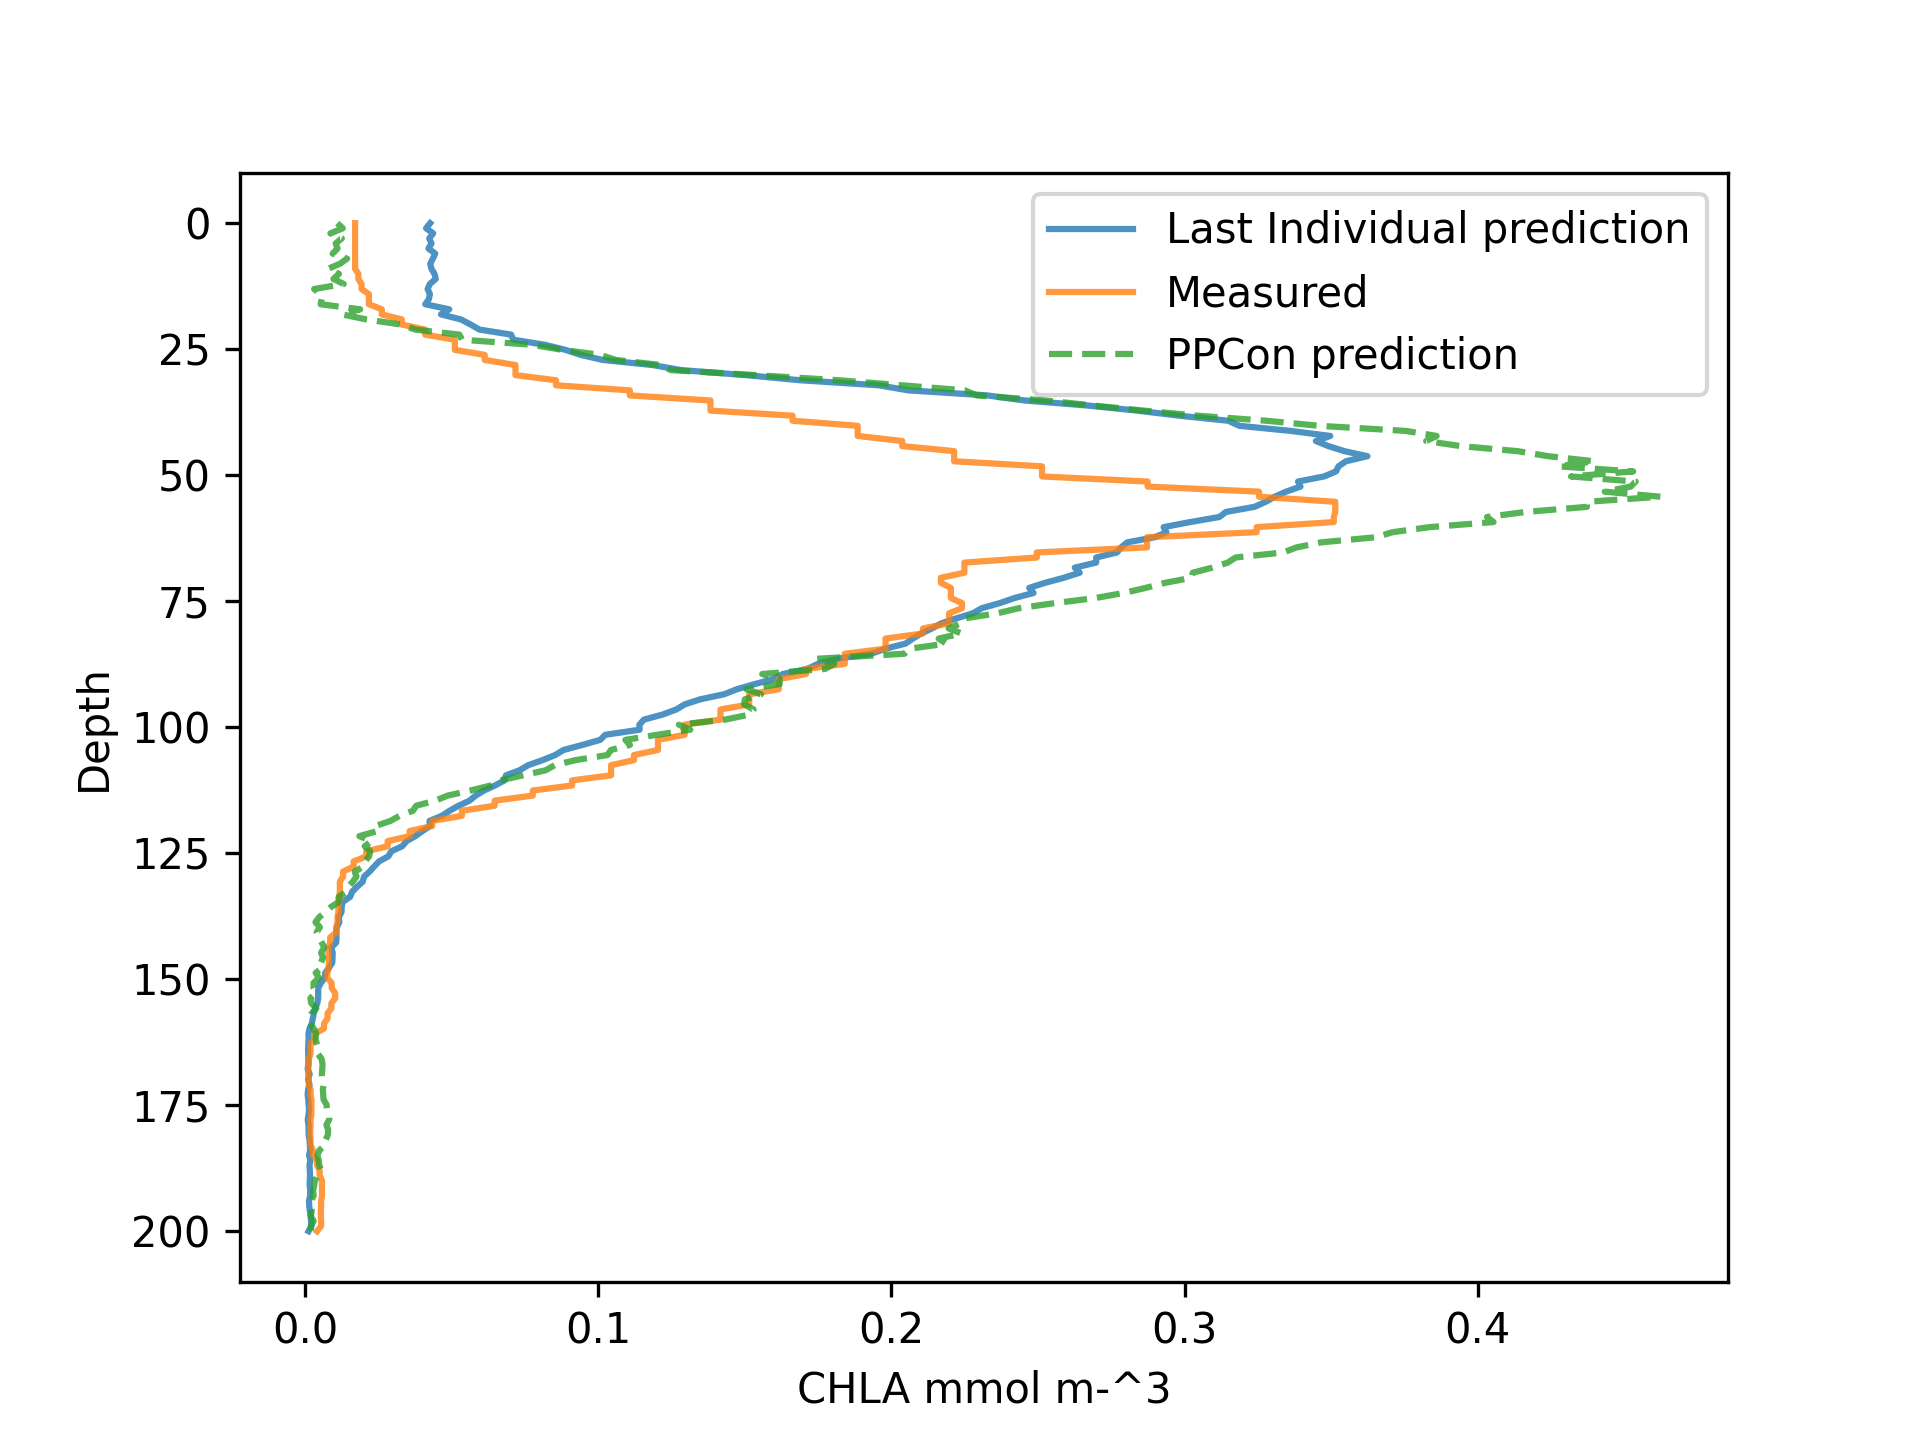 Last Individual prediction
Measured
PPCon prediction
0
25
50
75
100
125
150
175
200
Depth
0.0 0.1 0.2 0.3 0.4
CHLA mmol m-^3